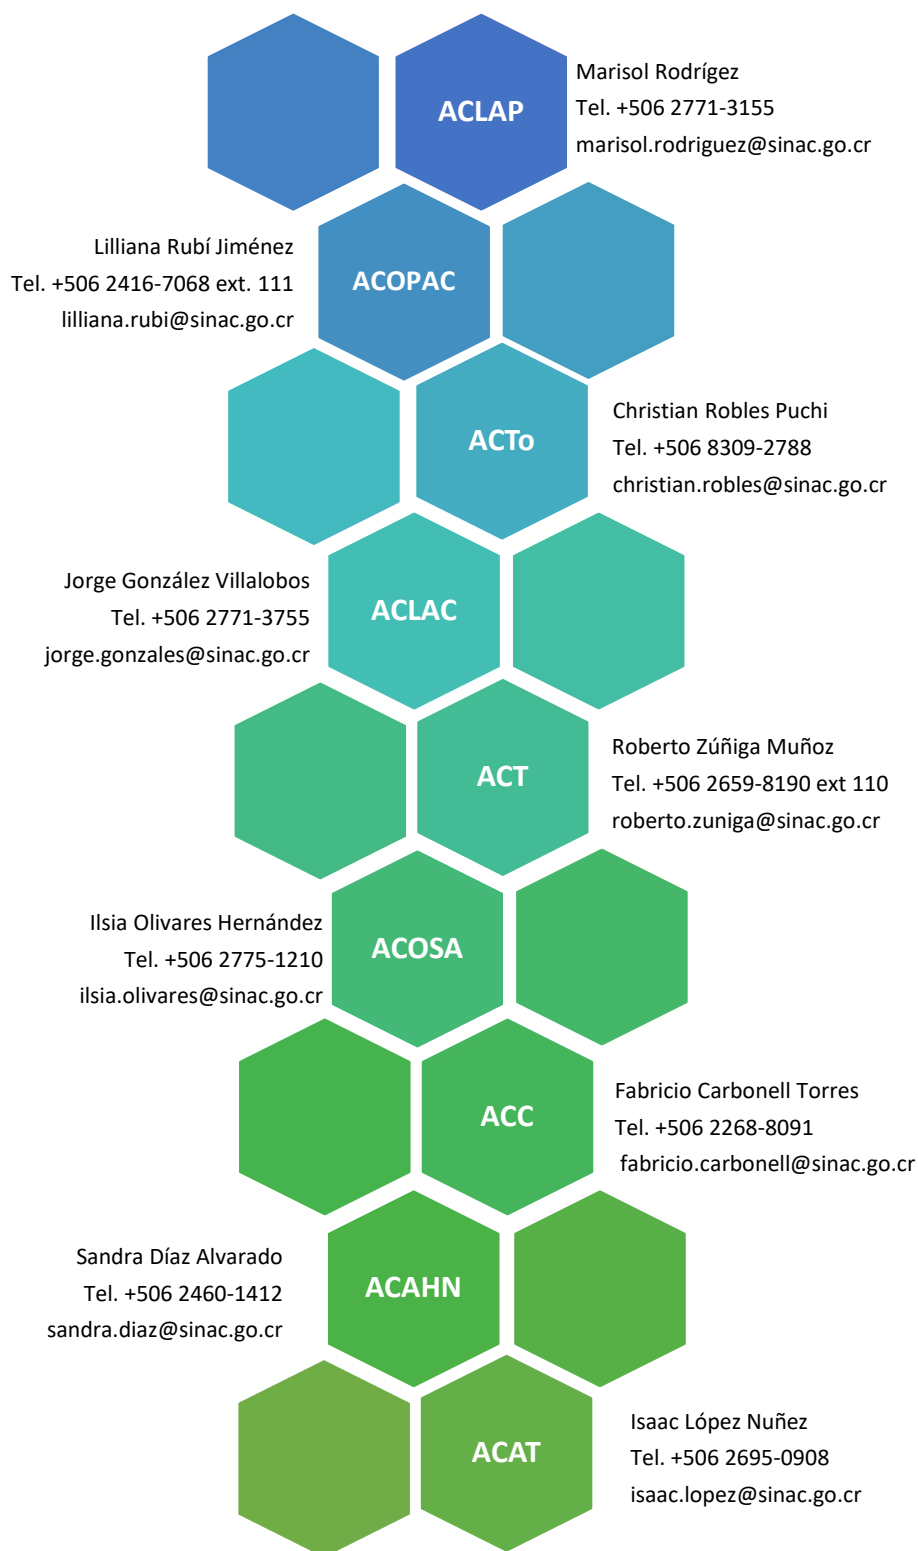 ACLAP
Marisol Rodrígez
Tel. +506 2771-3155
marisol.rodriguez@sinac.go.cr
Lilliana Rubí Jiménez
Tel. +506 2416-7068 ext. 111
lilliana.rubi@sinac.go.cr
ACOPAC
ACTo
Christian Robles Puchi
Tel. +506 8309-2788
christian.robles@sinac.go.cr
Jorge González Villalobos
Tel. +506 2771-3755
jorge.gonzales@sinac.go.cr
ACLAC
ACT
Roberto Zúñiga Muñoz
Tel. +506 2659-8190 ext 110
roberto.zuniga@sinac.go.cr
Ilsia Olivares Hernández
Tel. +506 2775-1210
ilsia.olivares@sinac.go.cr
ACOSA
ACC
Fabricio Carbonell Torres
Tel. +506 2268-8091
fabricio.carbonell@sinac.go.cr
Sandra Díaz Alvarado
Tel. +506 2460-1412
sandra.diaz@sinac.go.cr
ACAHN
ACAT
Isaac López Nuñez
Tel. +506 2695-0908
isaac.lopez@sinac.go.cr